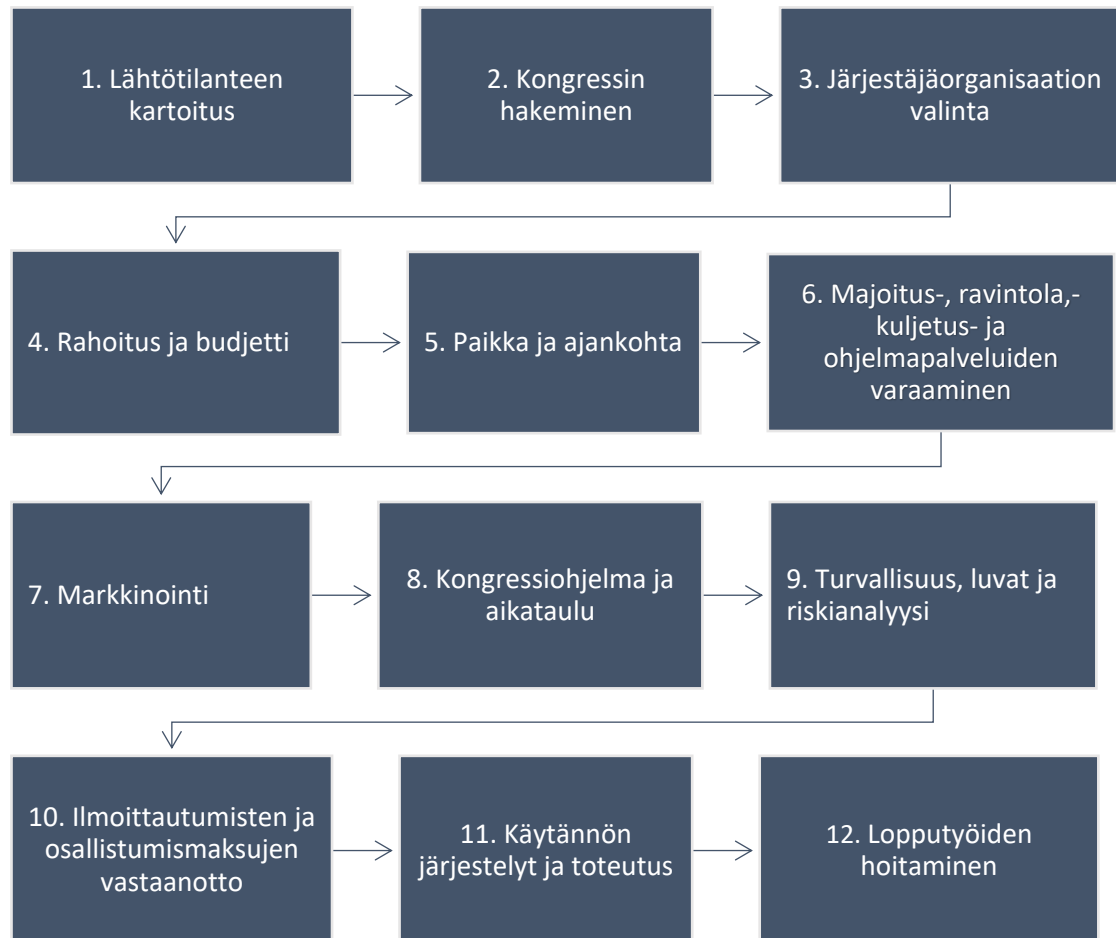 1. Lähtötilanteen
kartoitus
2. Kongressin
hakeminen
3. Järjestäjäorganisaation
valinta
4. Rahoitus ja budjetti
5. Paikka ja ajankohta
6. Majoitus-, ravintola,-
kuljetus- ja
ohjelmapalveluiden
varaaminen
7. Markkinointi
8. Kongressiohjelma ja
aikataulu
9. Turvallisuus, luvat ja
riskianalyysi
10. Ilmoittautumisten ja
osallistumismaksujen
vastaanotto
11. Käytännön
järjestelyt ja toteutus
12. Lopputyöiden
hoitaminen